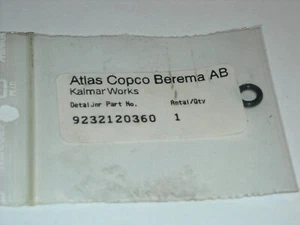 Atlas Copco Berema AB
Kalmar Works
Detaljnr Part No. Antal/Qty
9232120360 1